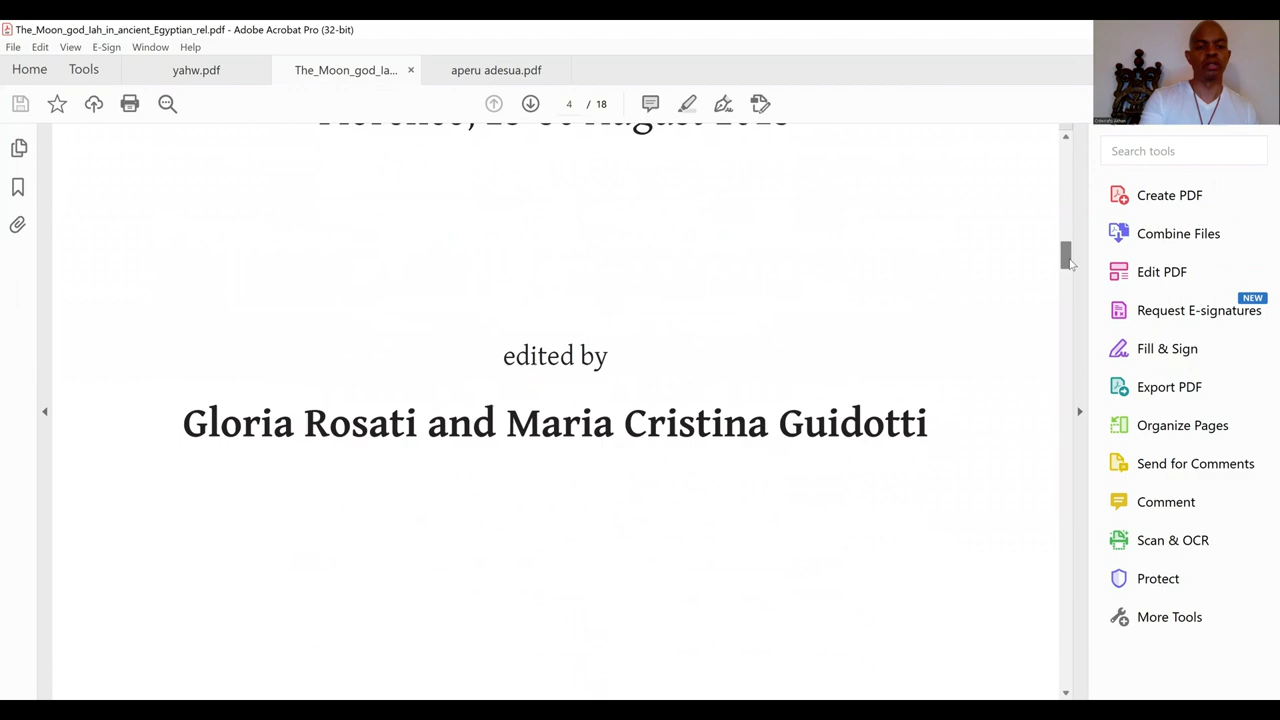 The_Moon_god_Iah_in_ancient_Egyptian_rel.pdf - Adobe Acrobat Pro (32-bit)
File Edit View E-Sign Window Help
Home Tools yahw.pdf The_Moon_god_Ia... × aperu adesua.pdf
4 / 18
edited by
Gloria Rosati and Maria Cristina Guidotti
Search tools
Create PDF
Combine Files
Edit PDF
NEW
Request E-signatures
Fill & Sign
Export PDF
Organize Pages
Send for Comments
Comment
Scan & OCR
Protect
More Tools